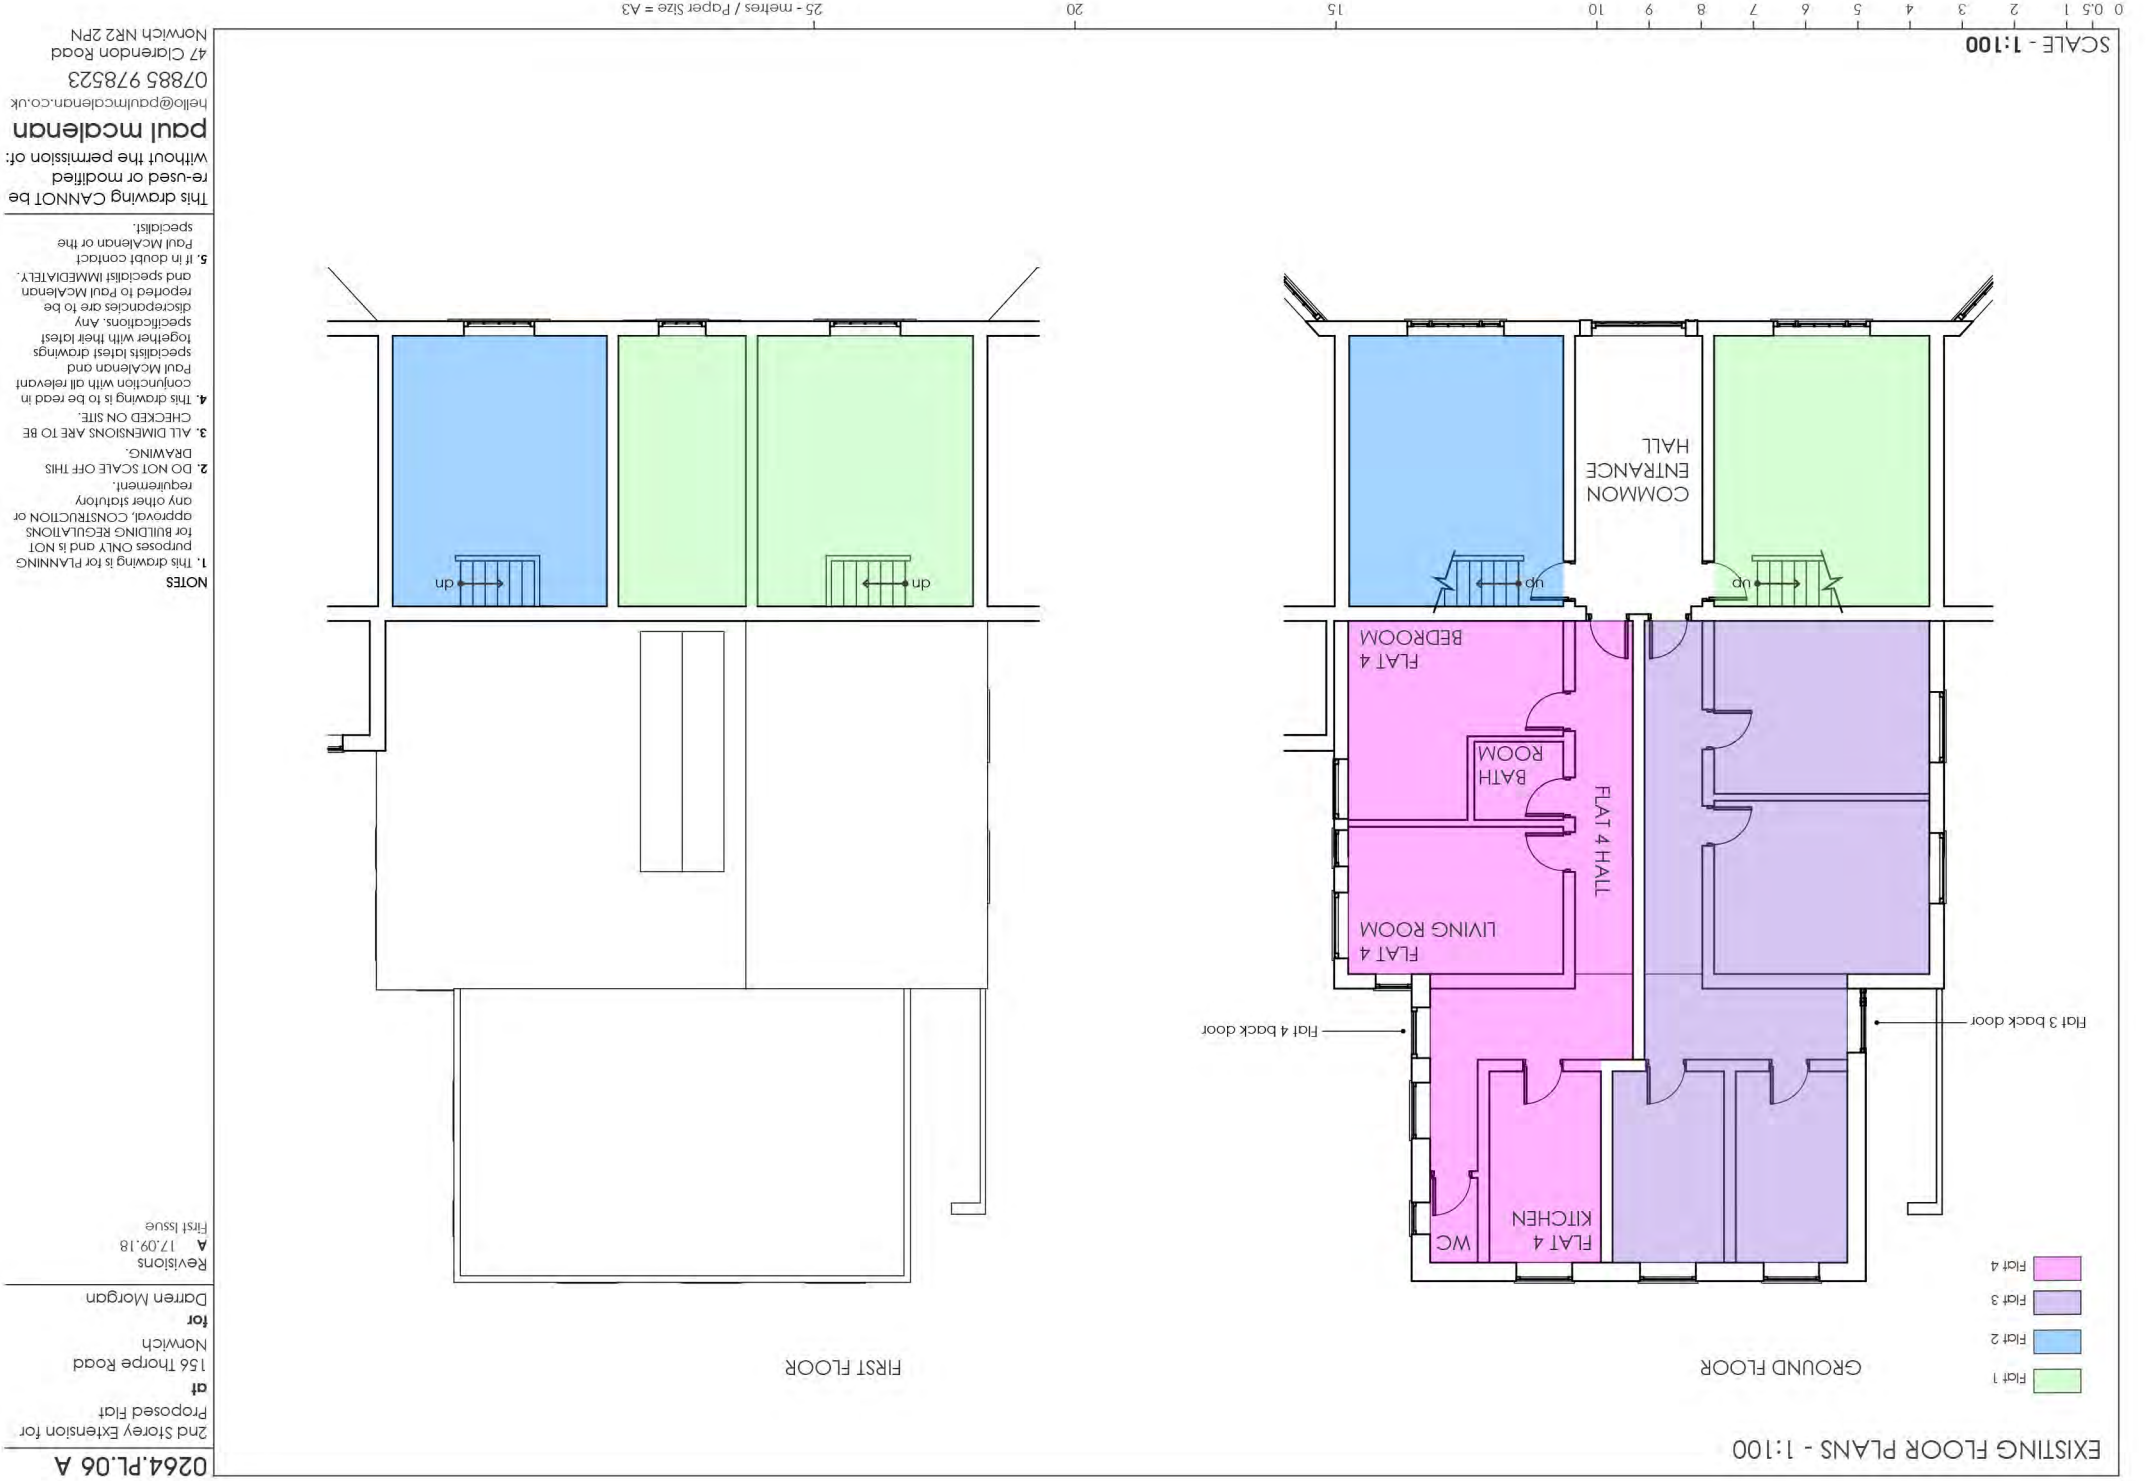 EXISTING FLOOR PLANS - 1:100
GROUND FLOOR
FIRST FLOOR
Flat 1
Flat 2
Flat 3
Flat 4
FLAT 4
KITCHEN
WC
Flat 3 back door
Flat 4 back door
FLAT 4
LIVING ROOM
FLAT 4 HALL
BATH
ROOM
FLAT 4
BEDROOM
up
dn
up
dn
dn
up
dn
up
COMMON
ENTRANCE
HALL
SCALE - 1:100
0 0.5 1 2 3 4 5 6 7 8 9 10 15 20 25 - metres / Paper Size = A3
0264.PL.06 A
2nd Storey Extension for
Proposed Flat
at
156 Thorpe Road
Norwich
for
Darren Morgan
Revisions
A 17.09.18
First Issue
NOTES
1. This drawing is for PLANNING
purposes ONLY and is NOT
for BUILDING REGULATIONS
approval, CONSTRUCTION or
any other statutory
requirement.
2. DO NOT SCALE OFF THIS
DRAWING.
3. ALL DIMENSIONS ARE TO BE
CHECKED ON SITE.
4. This drawing is to be read in
conjunction with all relevant
Paul McAlenan and
specialists latest drawings
together with their latest
specifications. Any
discrepancies are to be
reported to Paul McAlenan
and specialist IMMEDIATELY.
5. If in doubt contact
Paul McAlenan or the
specialist.
This drawing CANNOT be
re-used or modified
without the permission of:
paul mcalenan
hello@paulmcalenan.co.uk
07885 978523
47 Clarendon Road
Norwich NR2 2PN